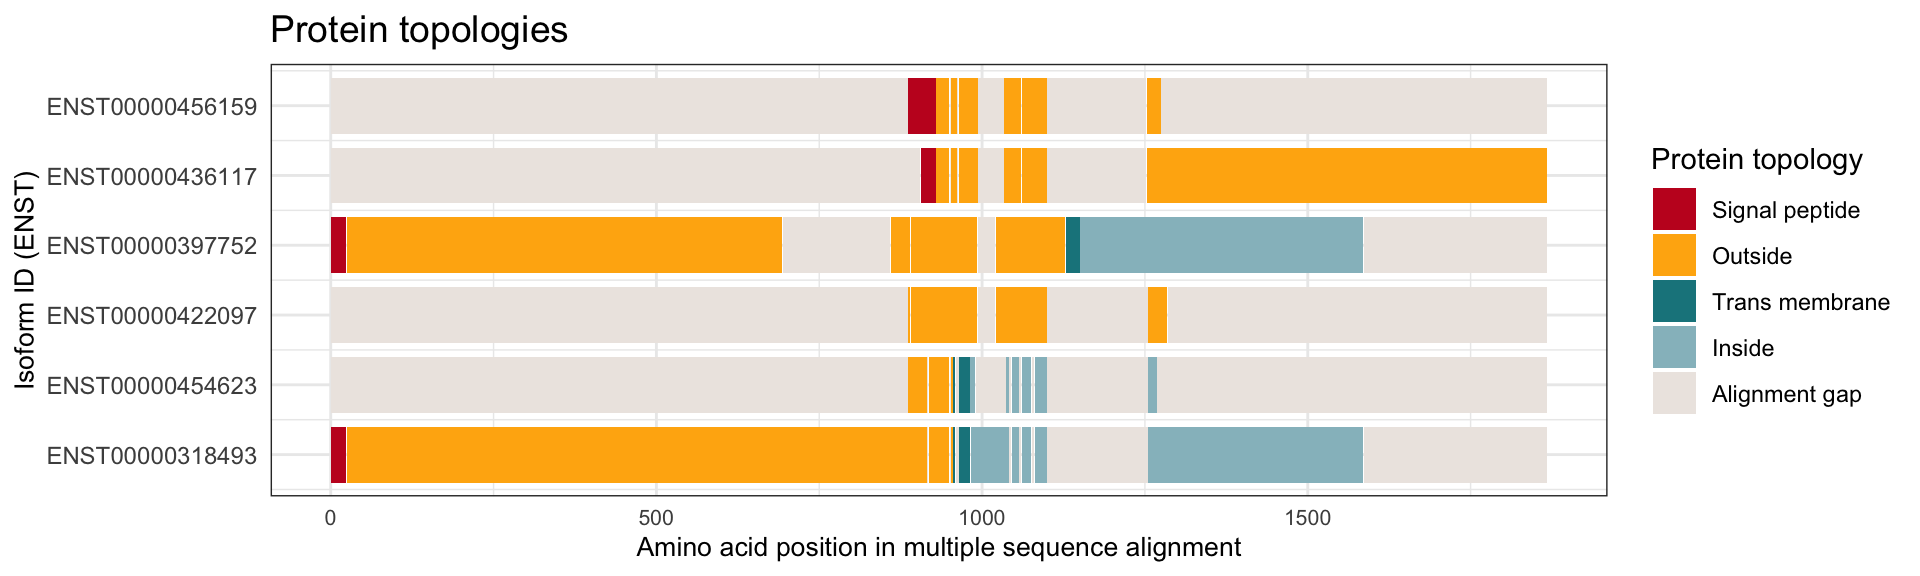 Protein topologies
Isoform ID (ENST)
ENST00000456159
ENST00000436117
ENST00000397752
ENST00000422097
ENST00000454623
ENST00000318493
0 500 1000 1500
Amino acid position in multiple sequence alignment
Protein topology
Signal peptide
Outside
Trans membrane
Inside
Alignment gap